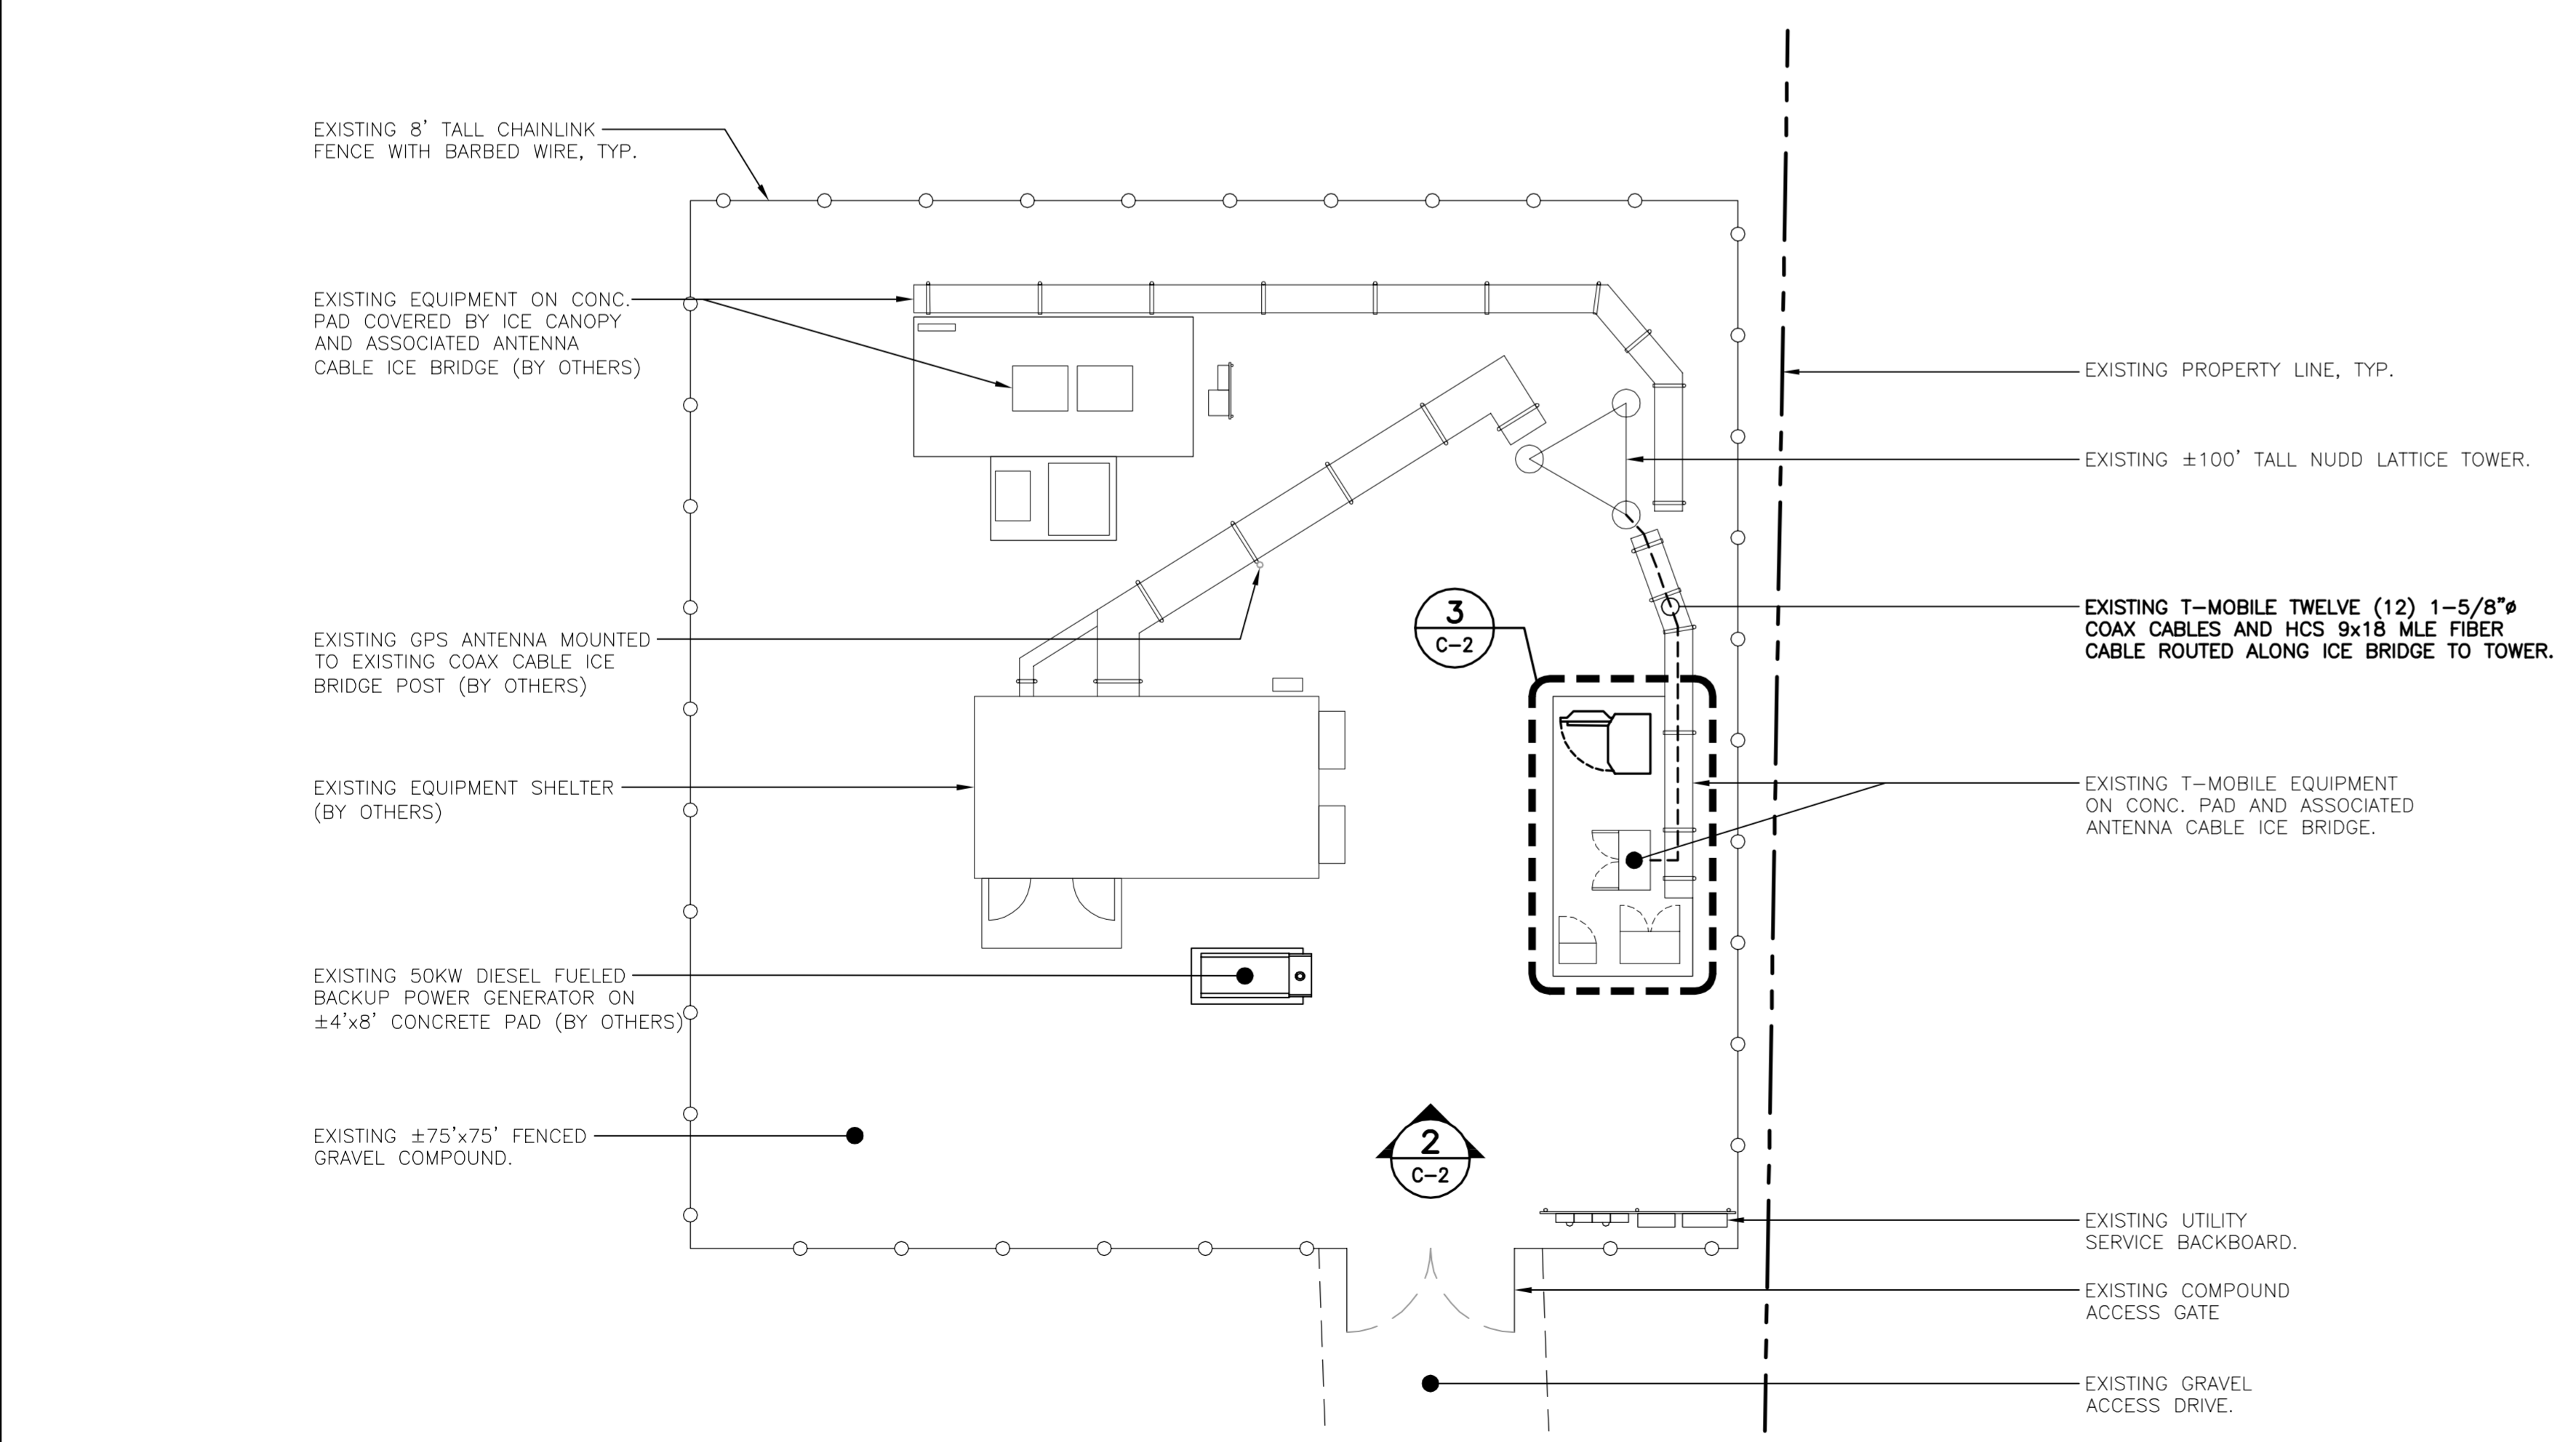 EXISTING 8' TALL CHAINLINK
FENCE WITH BARBED WIRE, TYP.
EXISTING EQUIPMENT ON CONC.
PAD COVERED BY ICE CANOPY
AND ASSOCIATED ANTENNA
CABLE ICE BRIDGE (BY OTHERS)
EXISTING GPS ANTENNA MOUNTED
TO EXISTING COAX CABLE ICE
BRIDGE POST (BY OTHERS)
EXISTING EQUIPMENT SHELTER
(BY OTHERS)
EXISTING 50KW DIESEL FUELED
BACKUP POWER GENERATOR ON
±4'x8' CONCRETE PAD (BY OTHERS)
EXISTING ±75'x75' FENCED
GRAVEL COMPOUND.
3
C-2
2
C-2
EXISTING PROPERTY LINE, TYP.
EXISTING ±100' TALL NUDD LATTICE TOWER.
EXISTING T-MOBILE TWELVE (12) 1-5/8"ø
COAX CABLES AND HCS 9x18 MLE FIBER
CABLE ROUTED ALONG ICE BRIDGE TO TOWER.
EXISTING T-MOBILE EQUIPMENT
ON CONC. PAD AND ASSOCIATED
ANTENNA CABLE ICE BRIDGE.
EXISTING UTILITY
SERVICE BACKBOARD.
EXISTING COMPOUND
ACCESS GATE
EXISTING GRAVEL
ACCESS DRIVE.